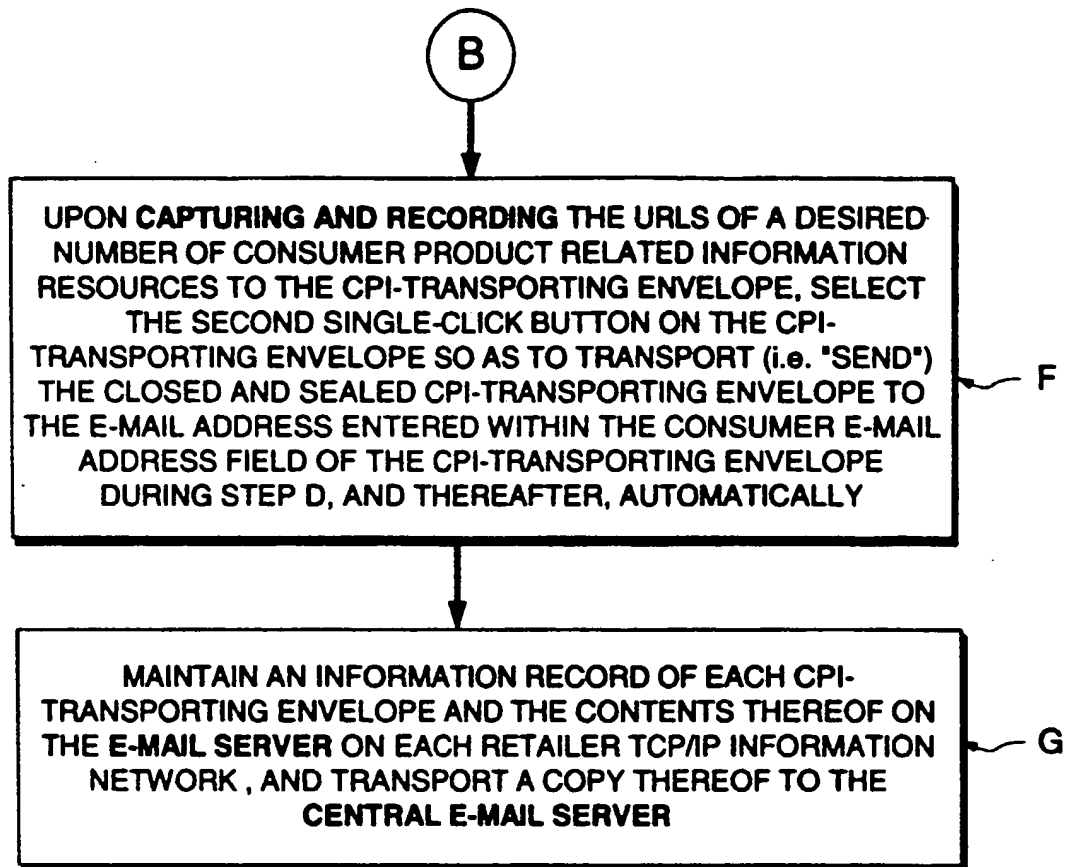 B
UPON CAPTURING AND RECORDING THE URLS OF A DESIRED
NUMBER OF CONSUMER PRODUCT RELATED INFORMATION
RESOURCES TO THE CPI-TRANSPORTING ENVELOPE, SELECT
THE SECOND SINGLE-CLICK BUTTON ON THE CPI-
TRANSPORTING ENVELOPE SO AS TO TRANSPORT (i.e. "SEND")
THE CLOSED AND SEALED CPI-TRANSPORTING ENVELOPE TO
THE E-MAIL ADDRESS ENTERED WITHIN THE CONSUMER E-MAIL
ADDRESS FIELD OF THE CPI-TRANSPORTING ENVELOPE
DURING STEP D, AND THEREAFTER, AUTOMATICALLY
F
MAINTAIN AN INFORMATION RECORD OF EACH CPI-
TRANSPORTING ENVELOPE AND THE CONTENTS THEREOF ON
THE E-MAIL SERVER ON EACH RETAILER TCP/IP INFORMATION
NETWORK , AND TRANSPORT A COPY THEREOF TO THE
CENTRAL E-MAIL SERVER
G